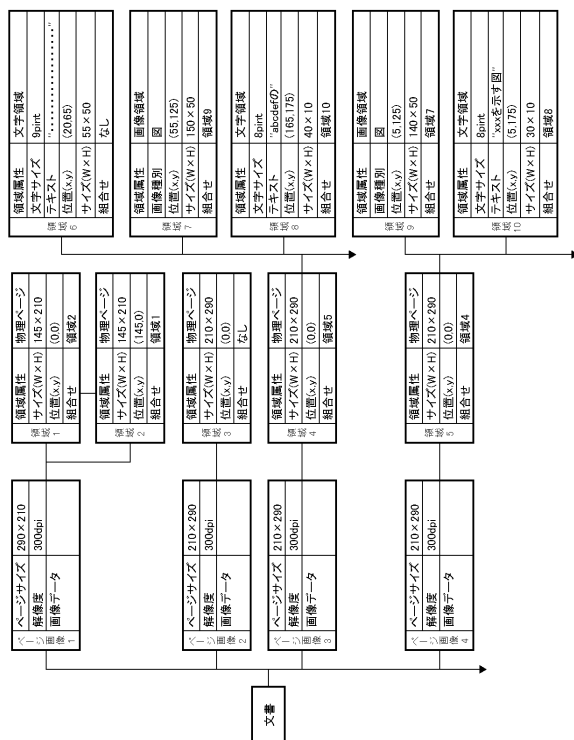 文書
ページ画像1
ページサイズ 290×210
解像度 300dpi
画像データ
ページ画像2
ページサイズ 210×290
解像度 300dpi
画像データ
ページ画像3
ページサイズ 210×290
解像度 300dpi
画像データ
ページ画像4
ページサイズ 210×290
解像度 300dpi
画像データ
領域1
領域属性 物理ページ
サイズ(W×H) 145×210
位置(x,y) (0,0)
組合せ 領域2
領域2
領域属性 物理ページ
サイズ(W×H) 145×210
位置(x,y) (145,0)
組合せ 領域1
領域3
領域属性 物理ページ
サイズ(W×H) 210×290
位置(x,y) (0,0)
組合せ なし
領域4
領域属性 物理ページ
サイズ(W×H) 210×290
位置(x,y) (0,0)
組合せ 領域5
領域5
領域属性 物理ページ
サイズ(W×H) 210×290
位置(x,y) (0,0)
組合せ 領域4
領域6
領域属性 文字領域
文字サイズ 9pint
テキスト "・・・・・・・・・・・・・・・・"
位置(x,y) (20,65)
サイズ(W×H) 55×50
組合せ なし
領域7
領域属性 画像領域
画像種別 図
位置(x,y) (55,125)
サイズ(W×H) 150×50
組合せ 領域9
領域8
領域属性 文字領域
文字サイズ 8pint
テキスト "abcdefの"
位置(x,y) (165,175)
サイズ(W×H) 40×10
組合せ 領域10
領域9
領域属性 画像領域
画像種別 図
位置(x,y) (5,125)
サイズ(W×H) 140×50
組合せ 領域7
領域10
領域属性 文字領域
文字サイズ 8pint
テキスト "xxxを示す図"
位置(x,y) (5,175)
サイズ(W×H) 30×10
組合せ 領域8